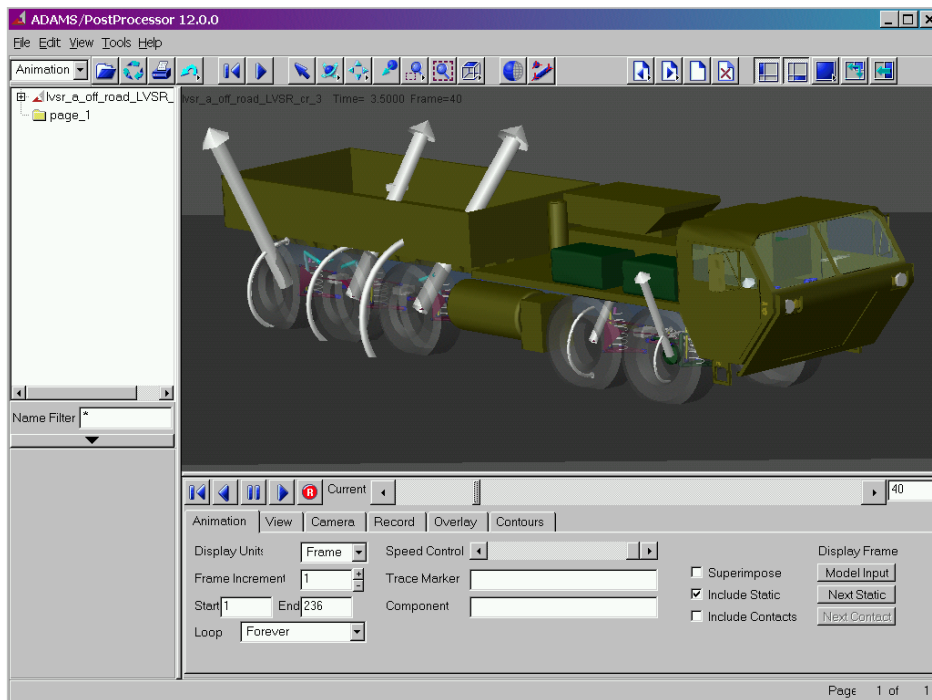 ADAMS/PostProcessor 12.0.0
File Edit View Tools Help
Animation
lvsr_a_off_road_LVSR_
page_1
lvsr_a_off_road_LVSR_cr_3 Time= 3.5000 Frame=40
Name Filter *
R Current 40
Animation View Camera Record Overlay Contours
Display Units Frame Speed Control Display Frame
Frame Increment 1 + - Trace Marker Superimpose Model Input
Start 1 End 236 Component Include Static Next Static
Loop Forever Include Contacts Next Contact
Page 1 of 1